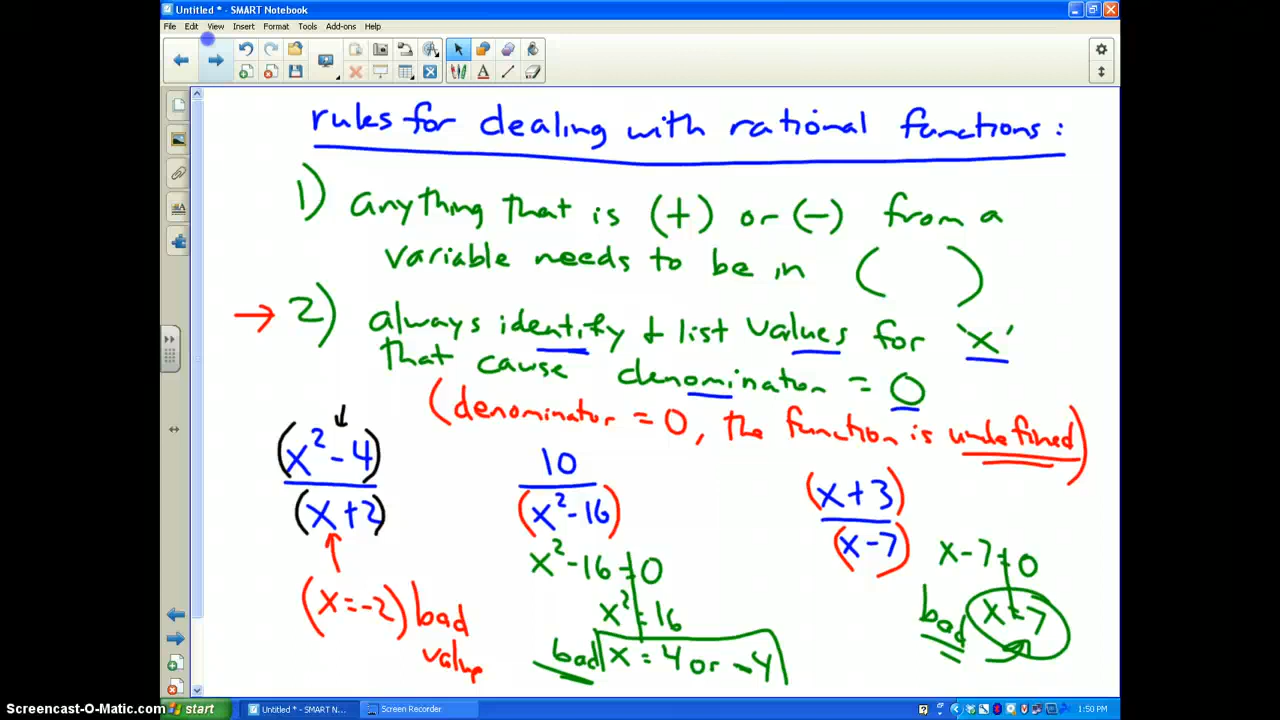 Untitled * - SMART Notebook
File Edit View Insert Format Tools Add-ons Help
rules for dealing with rational functions :
1) anything that is (+) or (-) from a
variable needs to be in ( )
→ 2) always identify + list values for 'x'
that cause denomination = 0
(denominator = 0, the function is undefined)
(x² - 4)
(x + 2)
(x = -2) bad
value
10
(x² - 16)
x² - 16 = 0
x² = 16
bad x = 4 or -4
(x + 3)
(x - 7)
x - 7 = 0
bad x = 7
Screencast-O-Matic.com
start
Untitled * - SMART N...
Screen Recorder
1:50 PM